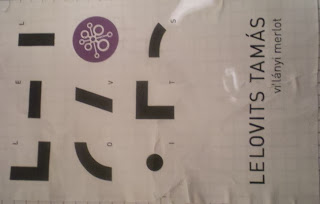 L E L
O V
I T S
LELOVITS TAMÁS
villányi merlot